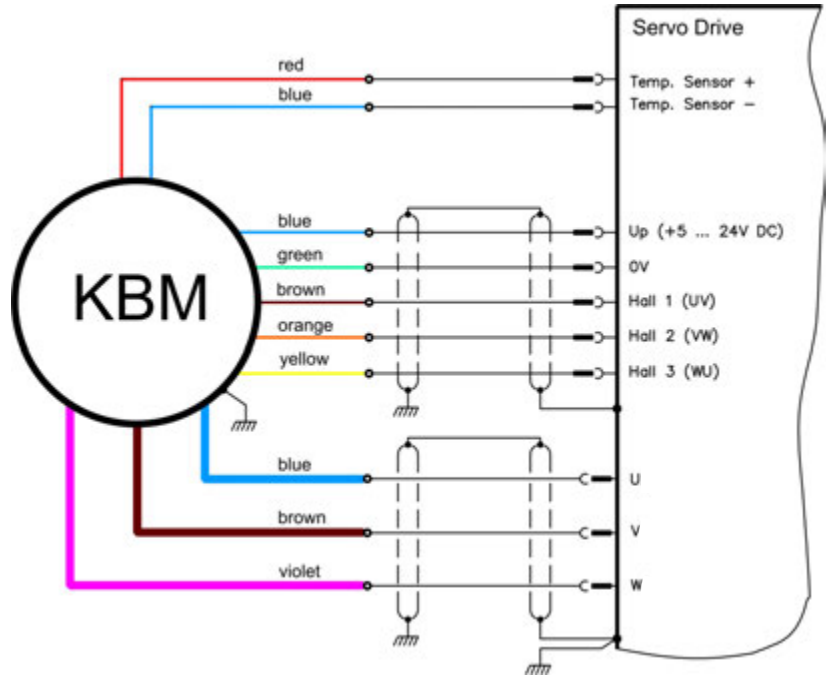 Servo Drive
red
Temp. Sensor +
blue
Temp. Sensor -
blue
Up (+5 ... 24V DC)
green
0V
KBM
brown
Hall 1 (UV)
orange
Hall 2 (VW)
yellow
Hall 3 (WU)
blue
U
brown
V
violet
W